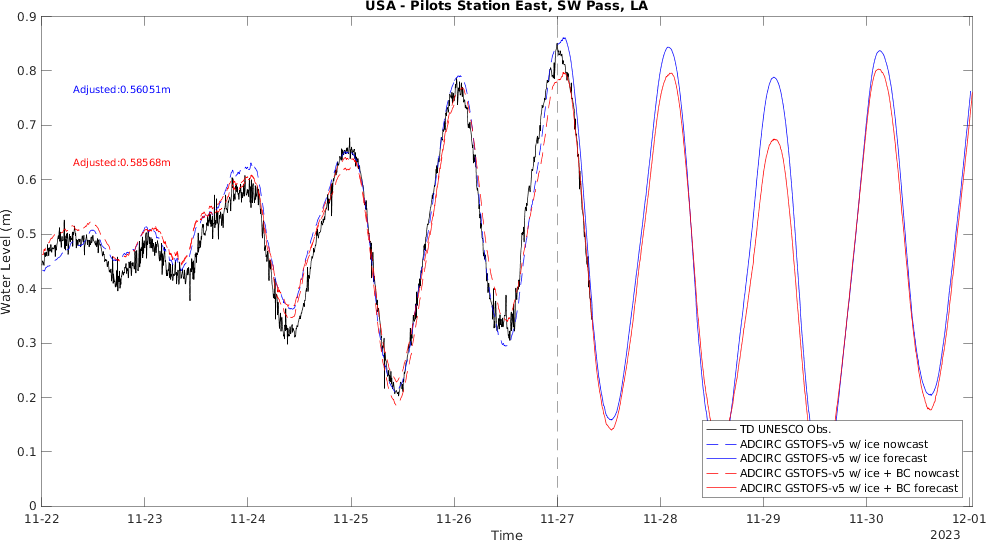 USA - Pilots Station East, SW Pass, LA
0.9
0.8
0.7
0.6
0.5
0.4
0.3
0.2
0.1
0
Water Level (m)
Adjusted:0.56051m
Adjusted:0.58568m
TD UNESCO Obs.
ADCIRC GSTOFS-v5 w/ ice nowcast
ADCIRC GSTOFS-v5 w/ ice forecast
ADCIRC GSTOFS-v5 w/ ice + BC nowcast
ADCIRC GSTOFS-v5 w/ ice + BC forecast
11-22 11-23 11-24 11-25 11-26 11-27 11-28 11-29 11-30 12-01
Time
2023